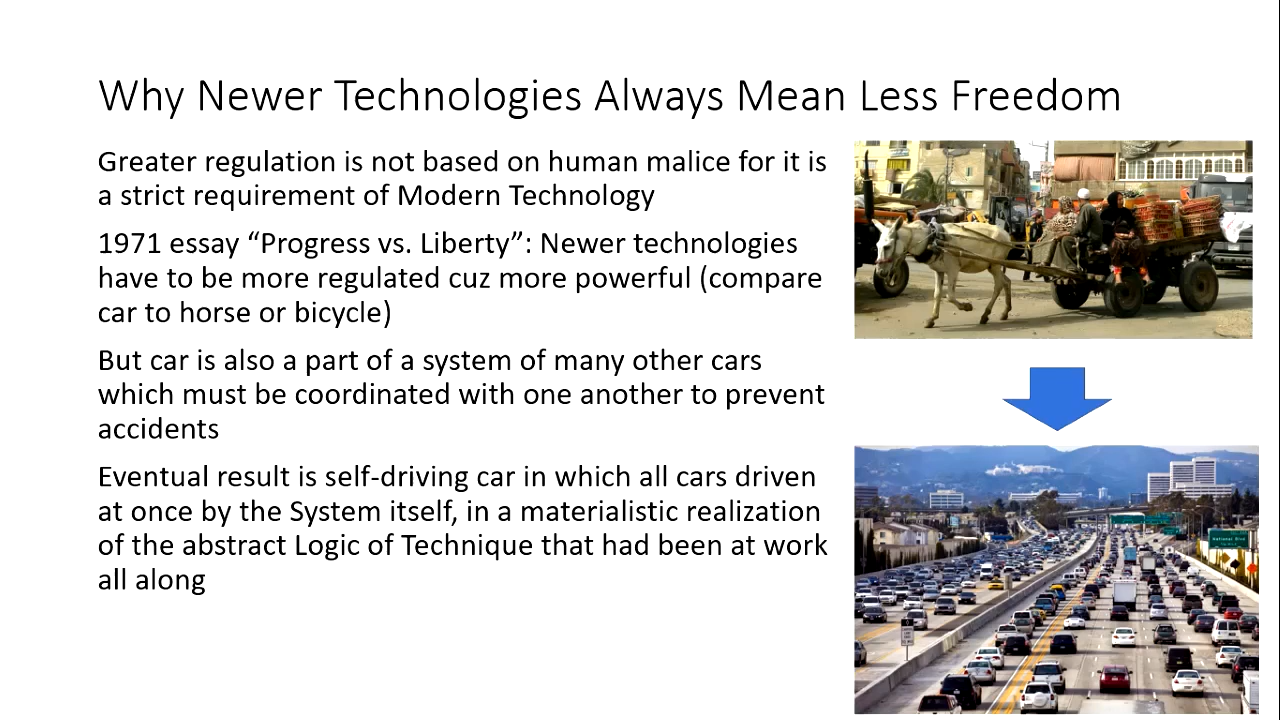 Why Newer Technologies Always Mean Less Freedom
Greater regulation is not based on human malice for it is
a strict requirement of Modern Technology
1971 essay “Progress vs. Liberty”: Newer technologies
have to be more regulated cuz more powerful (compare
car to horse or bicycle)
But car is also a part of a system of many other cars
which must be coordinated with one another to prevent
accidents
Eventual result is self-driving car in which all cars driven
at once by the System itself, in a materialistic realization
of the abstract Logic of Technique that had been at work
all along
National Blvd